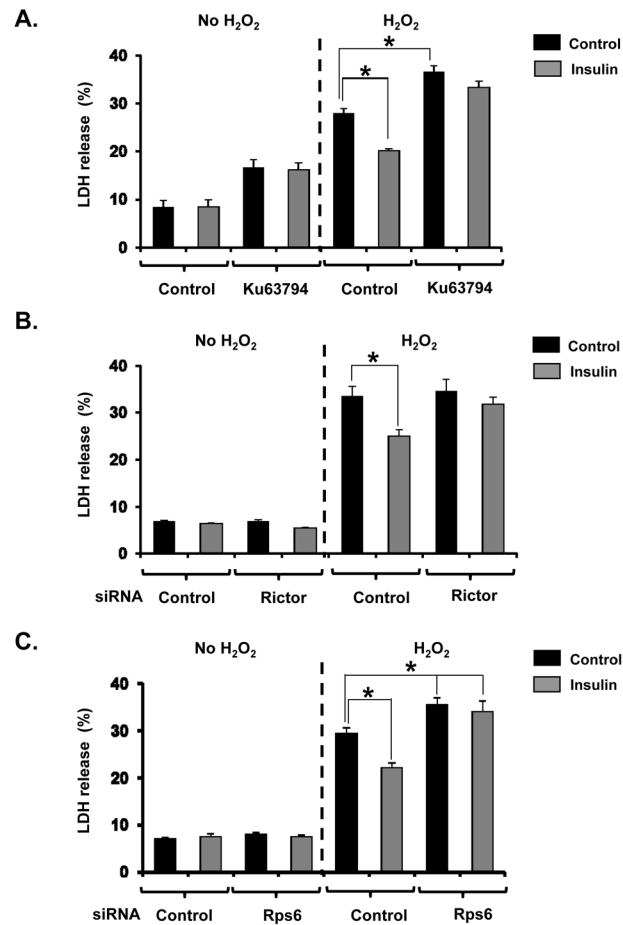 A.
No H₂O₂ H₂O₂
Control
Insulin
LDH release (%)
40
30
20
10
0
* *
Control Ku63794 Control Ku63794
B.
No H₂O₂ H₂O₂
Control
Insulin
LDH release (%)
40
30
20
10
0
*
siRNA Control Rictor Control Rictor
C.
No H₂O₂ H₂O₂
Control
Insulin
LDH release (%)
40
30
20
10
0
* *
siRNA Control Rps6 Control Rps6